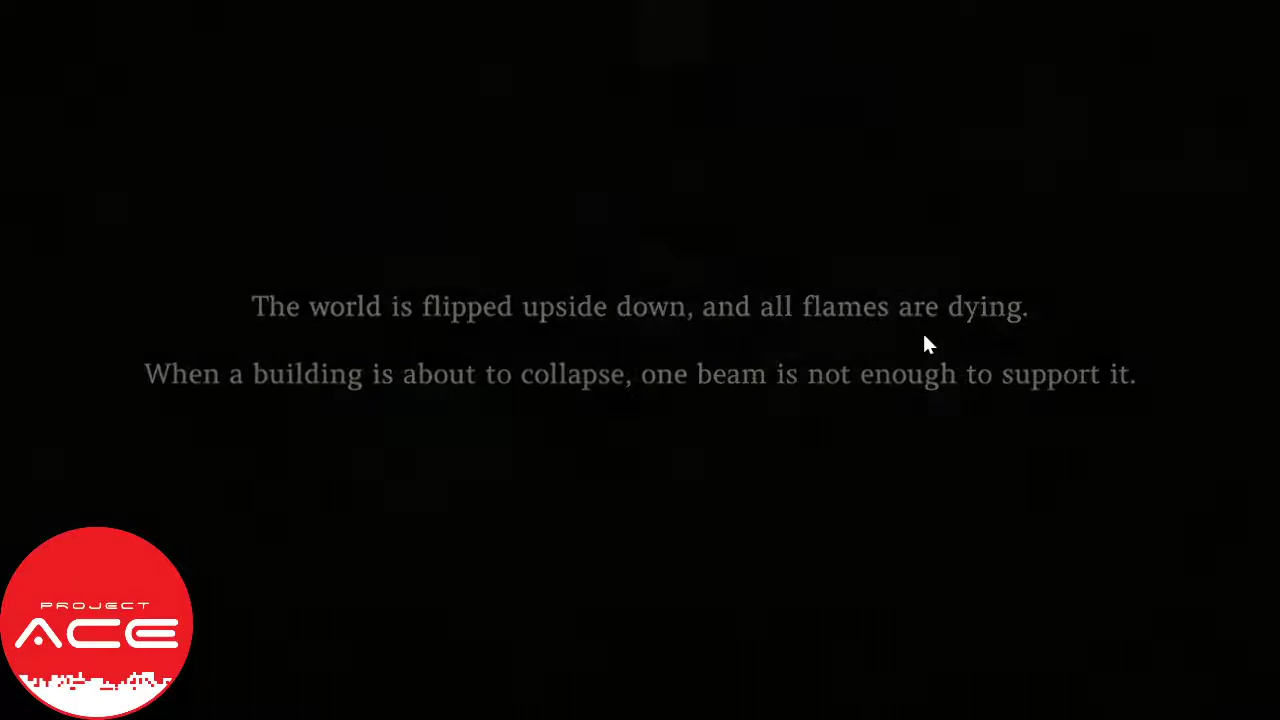 The world is flipped upside down, and all flames are dying.
When a building is about to collapse, one beam is not enough to support it.
PROJECT
ACE